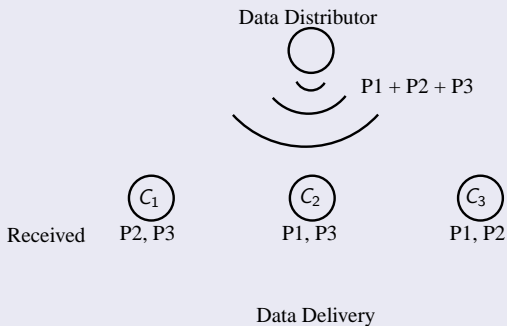 Data Distributor
P1 + P2 + P3
C1 C2 C3
Received P2, P3 P1, P3 P1, P2
Data Delivery